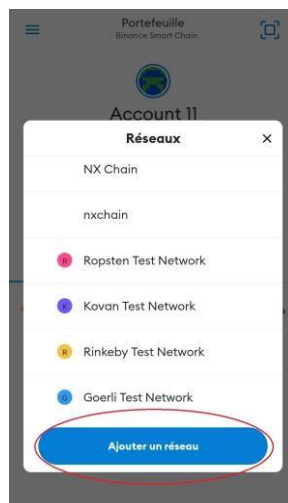 Portefeuille
Binance Smart Chain
Account 11
Réseaux
NX Chain
nxchain
R Ropsten Test Network
K Kovan Test Network
R Rinkeby Test Network
G Goerli Test Network
Ajouter un réseau